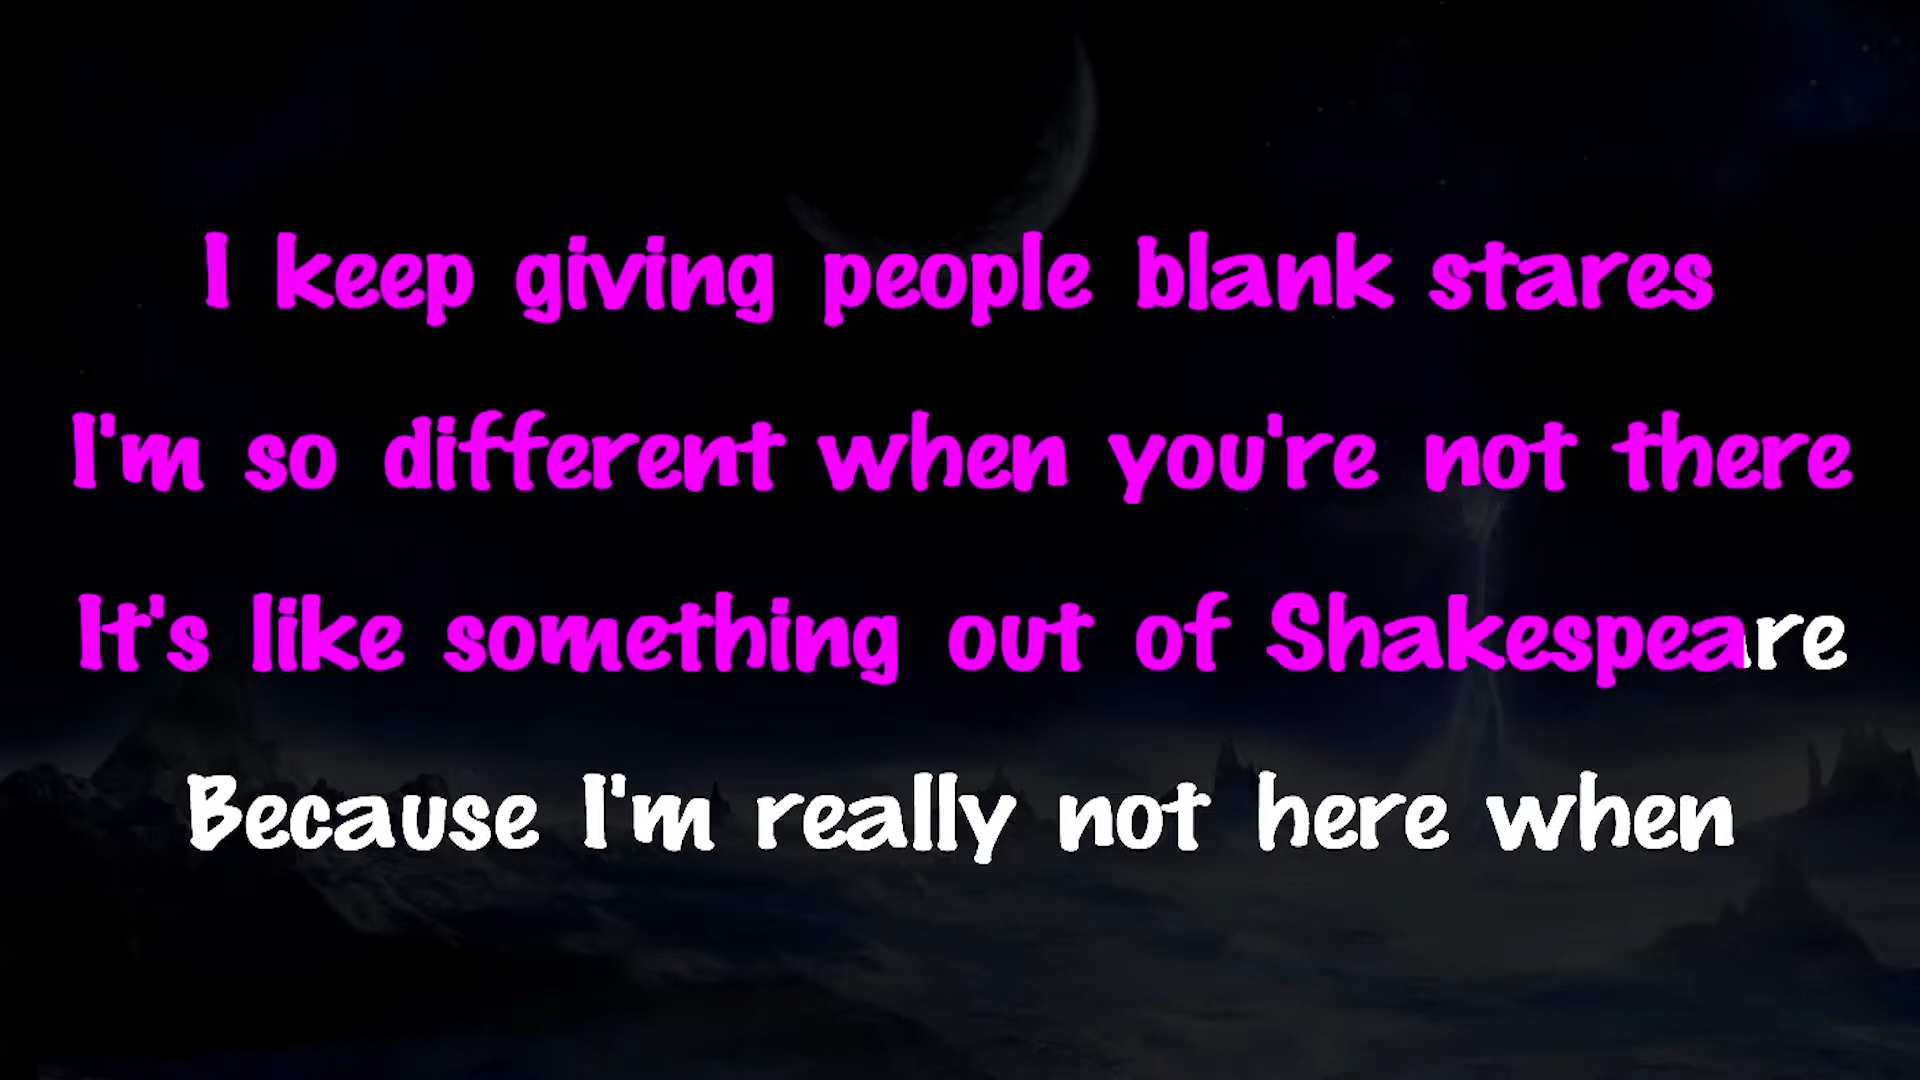 I keep giving people blank stares
I'm so different when you're not there
It's like something out of Shakespeare
Because I'm really not here when